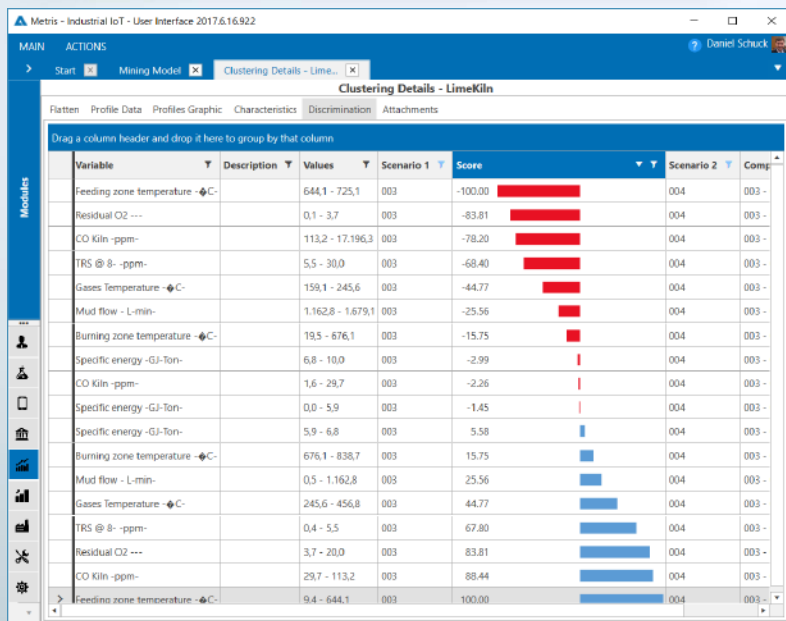 Metris - Industrial IoT - User Interface 2017.6.16.922
MAIN ACTIONS
? Daniel Schuck
Start Mining Model Clustering Details - Lime...
Clustering Details - LimeKiln
Flatten Profile Data Profiles Graphic Characteristics Discrimination Attachments
Drag a column header and drop it here to group by that column
Modules
Variable Description Values Scenario 1 Score Scenario 2 Comp
Feeding zone temperature -�C- 644,1 - 725,1 003 -100.00 004 003 -
Residual O2 --- 0,1 - 3,7 003 -83.81 004 003 -
CO Kiln -ppm- 113,2 - 17.196,3 003 -78.20 004 003 -
TRS @ 8- -ppm- 5,5 - 30,0 003 -68.40 004 003 -
Gases Temperature -�C- 159,1 - 245,6 003 -44.77 004 003 -
Mud flow - L-min- 1.162,8 - 1.679,1 003 -25.56 004 003 -
Burning zone temperature -�C- 19,5 - 676,1 003 -15.75 004 003 -
Specific energy -GJ-Ton- 6,8 - 10,0 003 -2.99 004 003 -
CO Kiln -ppm- 1,6 - 29,7 003 -2.26 004 003 -
Specific energy -GJ-Ton- 0,0 - 5,9 003 -1.45 004 003 -
Specific energy -GJ-Ton- 5,9 - 6,8 003 5.58 004 003 -
Burning zone temperature -�C- 676,1 - 838,7 003 15.75 004 003 -
Mud flow - L-min- 0,5 - 1.162,8 003 25.56 004 003 -
Gases Temperature -�C- 245,6 - 456,8 003 44.77 004 003 -
TRS @ 8- -ppm- 0,4 - 5,5 003 67.80 004 003 -
Residual O2 --- 3,7 - 20,0 003 83.81 004 003 -
CO Kiln -ppm- 29,7 - 113,2 003 88.44 004 003 -
Feeding zone temperature -�C- 9,4 - 644,1 003 100.00 004 003 -